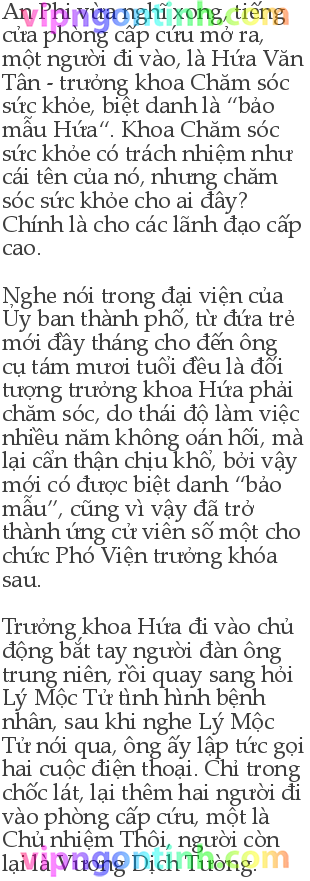 An Phi vừa nghĩ xong, tiếng
cửa phòng cấp cứu mở ra,
một người đi vào, là Hứa Văn
Tân - trưởng khoa Chăm sóc
sức khỏe, biệt danh là “bảo
mẫu Hứa“. Khoa Chăm sóc
sức khỏe có trách nhiệm như
cái tên của nó, nhưng chăm
sóc sức khỏe cho ai đây?
Chính là cho các lãnh đạo cấp
cao.
Nghe nói trong đại viện của
Ủy ban thành phố, từ đứa trẻ
mới đầy tháng cho đến ông
cụ tám mươi tuổi đều là đối
tượng trưởng khoa Hứa phải
chăm sóc, do thái độ làm việc
nhiều năm không oán hối, mà
lại cẩn thận chịu khổ, bởi vậy
mới có được biệt danh “bảo
mẫu”, cũng vì vậy đã trở
thành ứng cử viên số một cho
chức Phó Viện trưởng khóa
sau.
Trưởng khoa Hứa đi vào chủ
động bắt tay người đàn ông
trung niên, rồi quay sang hỏi
Lý Mộc Tử tình hình bệnh
nhân, sau khi nghe Lý Mộc
Tử nói qua, ông ấy lập tức gọi
hai cuộc điện thoại. Chỉ trong
chốc lát, lại thêm hai người đi
vào phòng cấp cứu, một là
Chủ nhiệm Thôi, người còn
lại là Vương Dịch Tường.
vipngontinh.com
vipngontinh.com